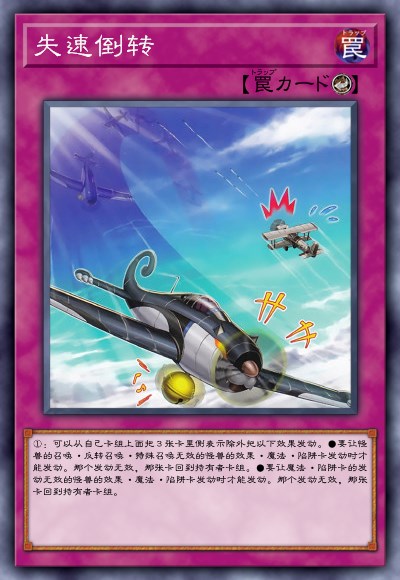 失速倒转
トラップ
罠
トラップ
【罠カード】
①：可以从自己卡组上面把３张卡里侧表示除外把以下效果发动。●要让怪
兽的召唤・反转召唤・特殊召唤无效的怪兽的效果・魔法・陷阱卡发动时才
能发动。那个发动无效，那张卡回到持有者卡组。●要让魔法・陷阱卡的发
动无效的怪兽的效果・魔法・陷阱卡发动时才能发动。那个发动无效，那张
卡回到持有者卡组。